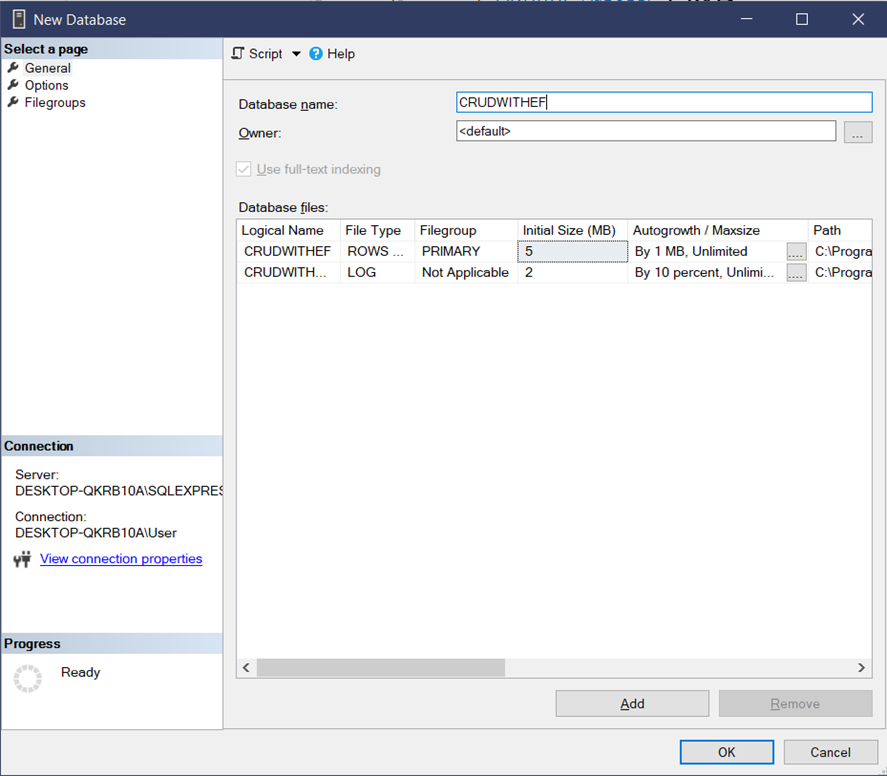 New Database
Select a page
General
Options
Filegroups
Script Help
Database name: CRUDWITHEF
Owner: <default> ...
Use full-text indexing
Database files:
Logical Name File Type Filegroup Initial Size (MB) Autogrowth / Maxsize Path
CRUDWITHEF ROWS ... PRIMARY 5 By 1 MB, Unlimited .... C:\Progra
CRUDWITH... LOG Not Applicable 2 By 10 percent, Unlimi... .... C:\Progra
Connection
Server:
DESKTOP-QKRB10A\SQLEXPRES
Connection:
DESKTOP-QKRB10A\User
View connection properties
Progress
Ready
Add Remove
OK Cancel